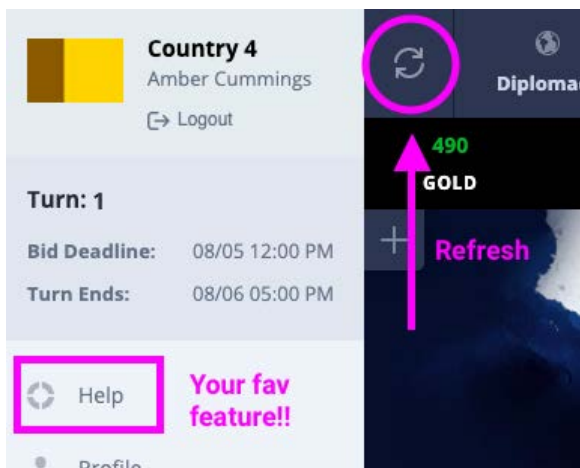 Country 4
Amber Cummings
Logout
Turn: 1
Bid Deadline: 08/05 12:00 PM
Turn Ends: 08/06 05:00 PM
Help
Your fav
feature!!
Profile
490
GOLD
Refresh